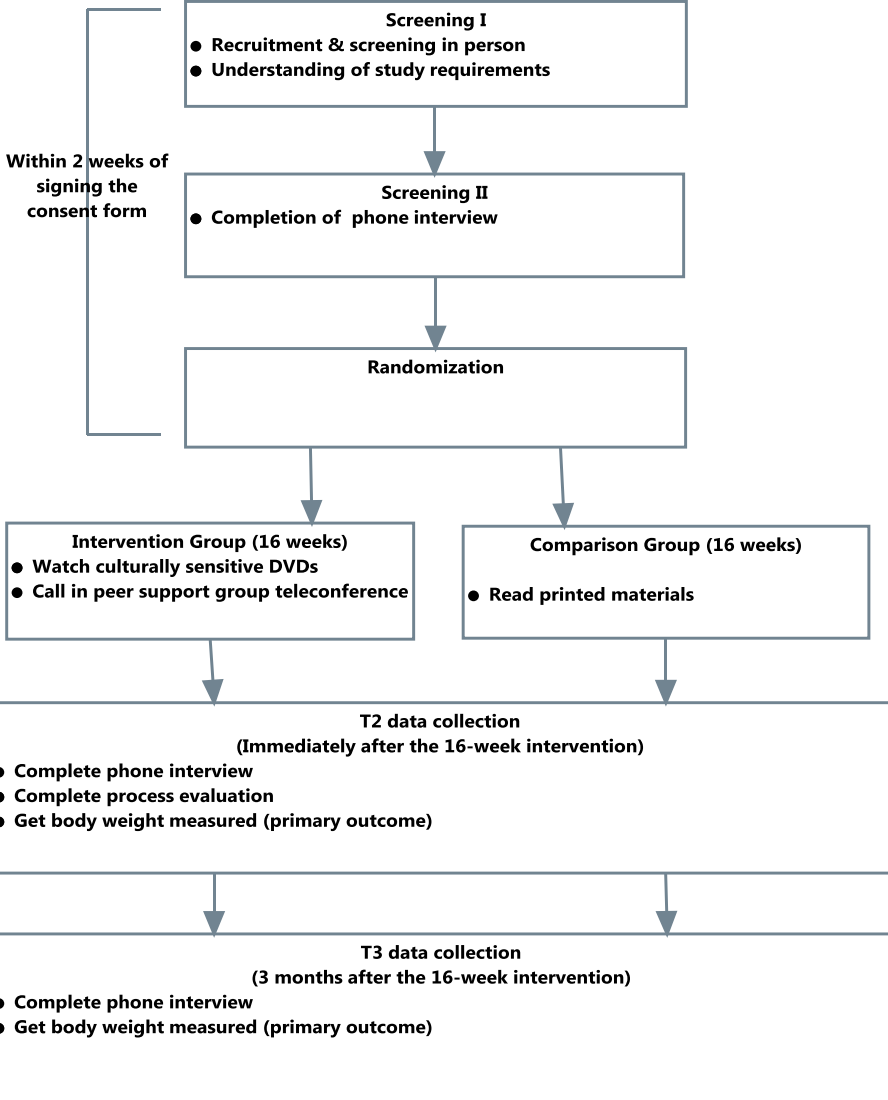 Screening I
● Recruitment & screening in person
● Understanding of study requirements
Within 2 weeks of
signing the
consent form
Screening II
● Completion of  phone interview
Randomization
Intervention Group (16 weeks)
● Watch culturally sensitive DVDs
● Call in peer support group teleconference
Comparison Group (16 weeks)
● Read printed materials
T2 data collection
(Immediately after the 16-week intervention)
● Complete phone interview
● Complete process evaluation
● Get body weight measured (primary outcome)
T3 data collection
(3 months after the 16-week intervention)
● Complete phone interview
● Get body weight measured (primary outcome)